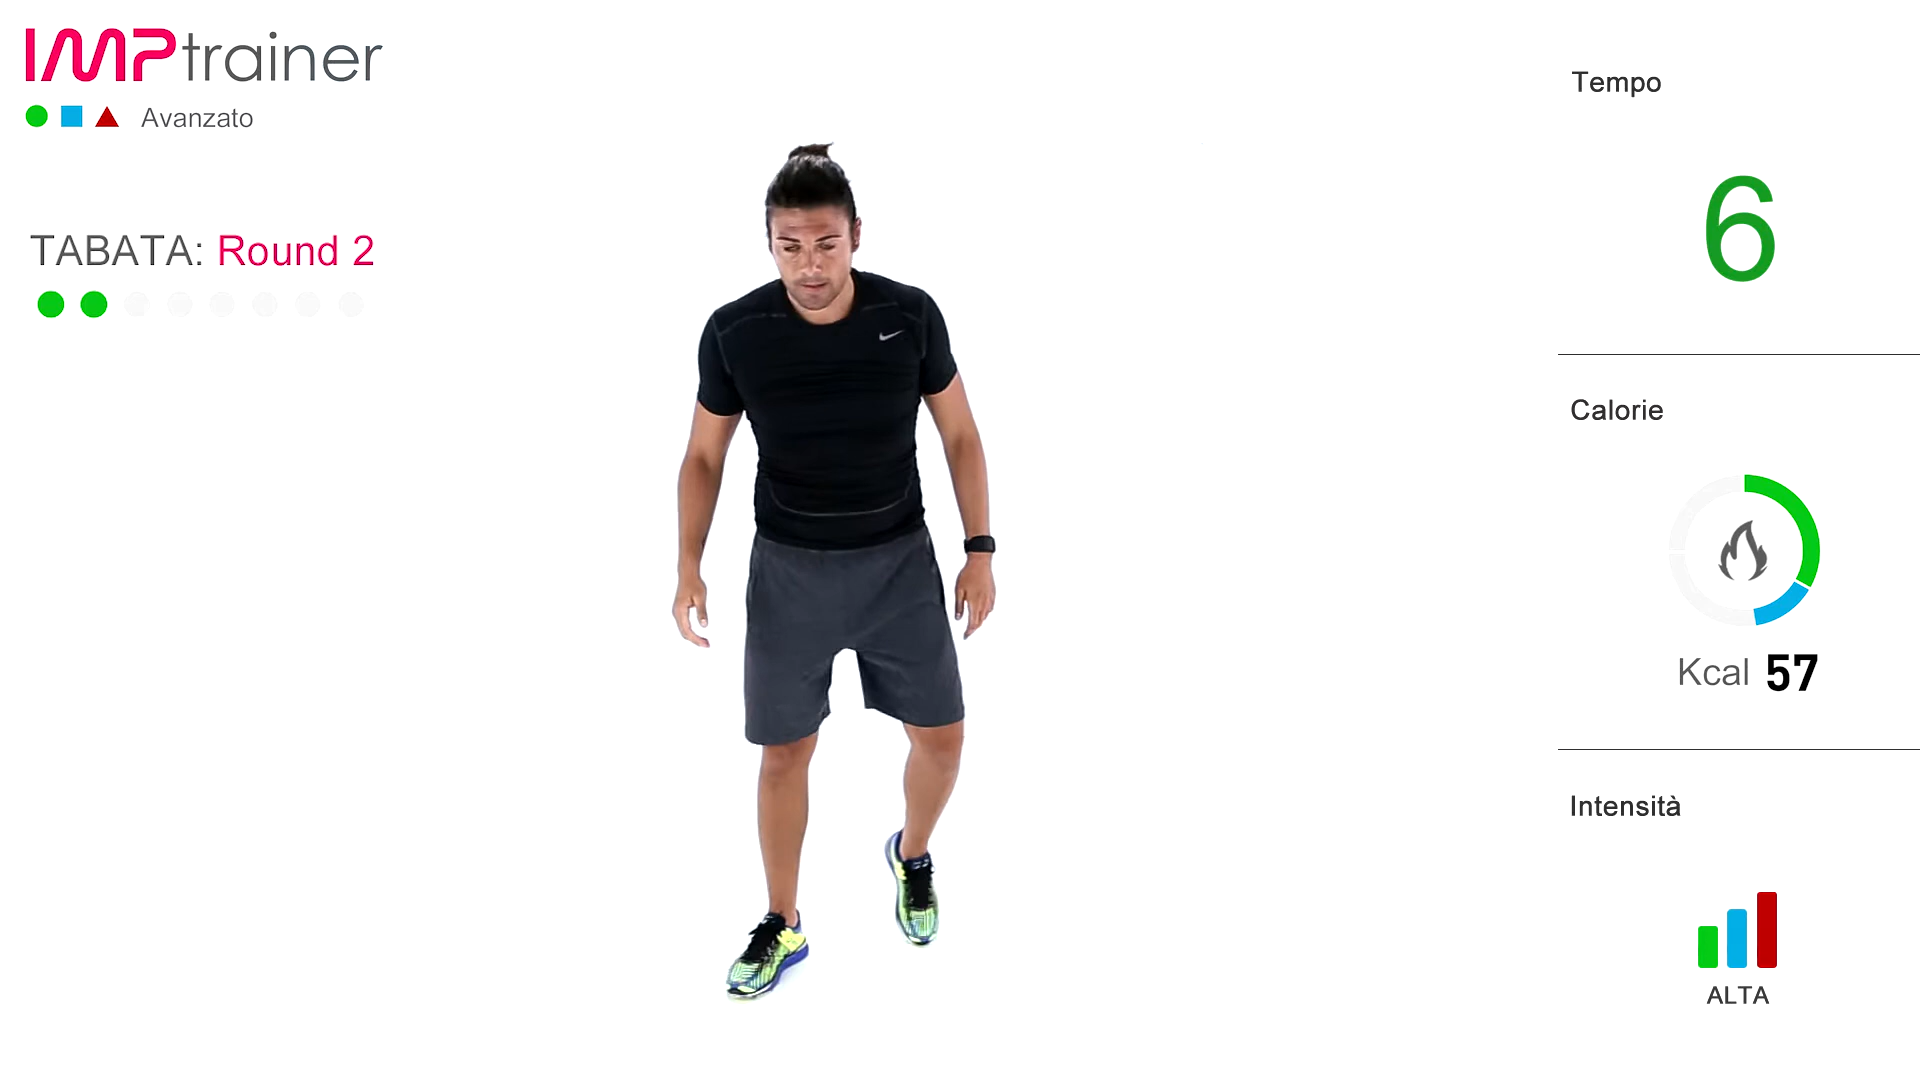 IMPtrainer
Avanzato
TABATA: Round 2
Tempo
6
Calorie
Kcal 57
Intensità
ALTA